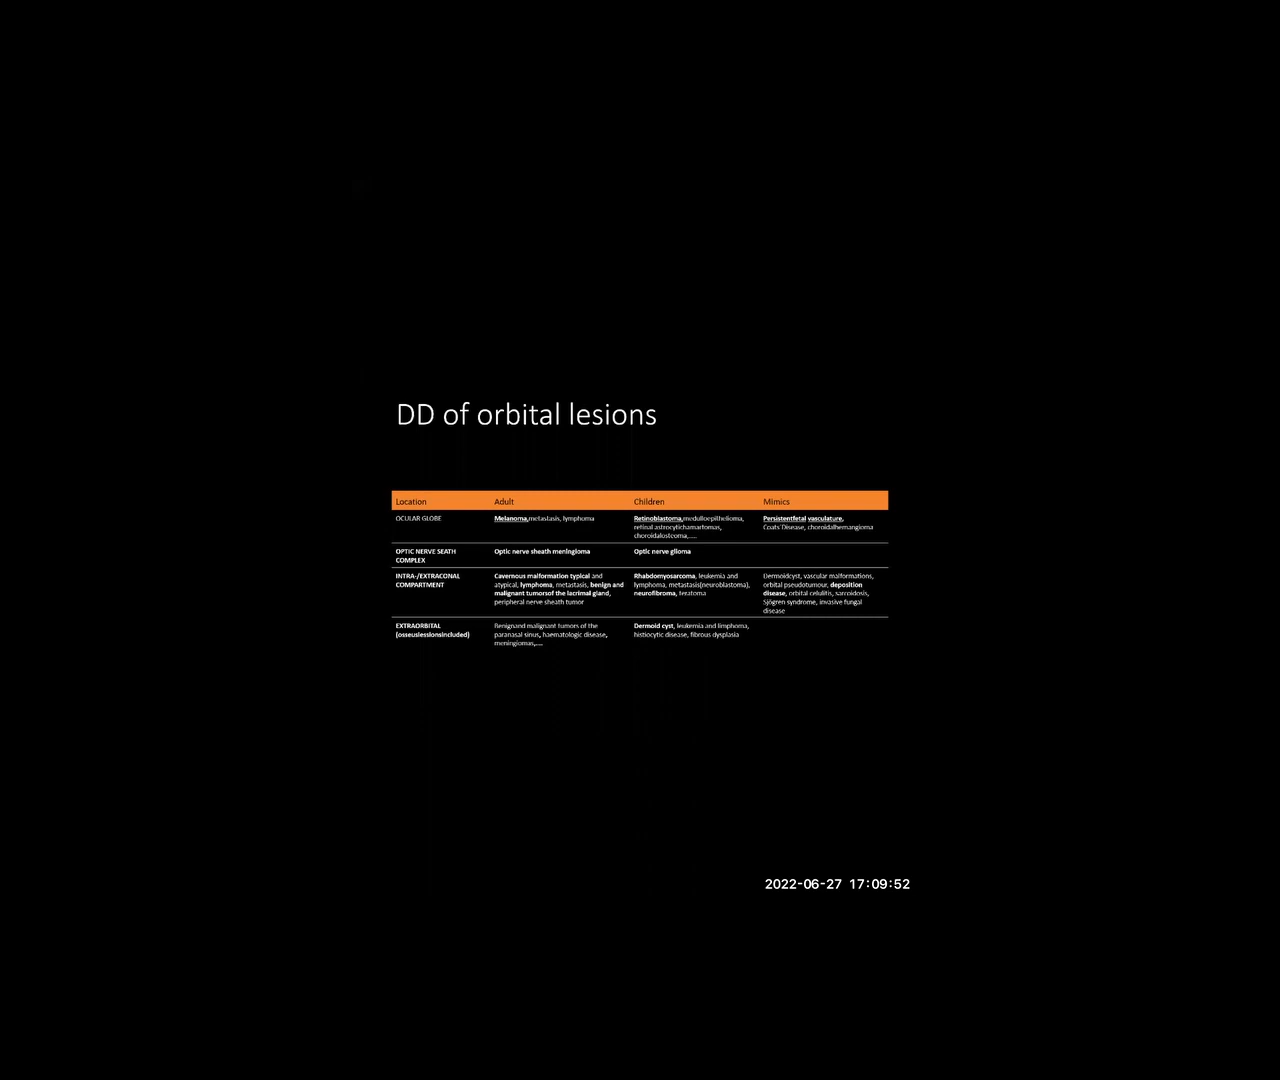 DD of orbital lesions
Location Adult Children Mimics
OCULAR GLOBE
Melanoma,metastasis, lymphoma
Retinoblastoma,medulloepithelioma,
retinal astrocytichamartomas,
choroidalosteoma,.....
Persistentfetal vasculature,
Coats'Disease, choroidalhemangioma
OPTIC NERVE SEATH
COMPLEX
Optic nerve sheath meningioma
Optic nerve glioma
INTRA-/EXTRACONAL
COMPARTMENT
Cavernous malformation typical and
atypical, lymphoma, metastasis, benign and
malignant tumorsof the lacrimal gland,
peripheral nerve sheath tumor
Rhabdomyosarcoma, leukemia and
lymphoma, metastasis(neuroblastoma),
neurofibroma, teratoma
Dermoidcyst, vascular malformations,
orbital pseudotumour, deposition
disease, orbital celulitis, sarcoidosis,
Sjögren syndrome, invasive fungal
disease
EXTRAORBITAL
(osseuslessionsincluded)
Benignand malignant tumors of the
paranasal sinus, haematologic disease,
meningiomas,....
Dermoid cyst, leukemia and limphoma,
histiocytic disease, fibrous dysplasia
2022-06-27 17:09:52